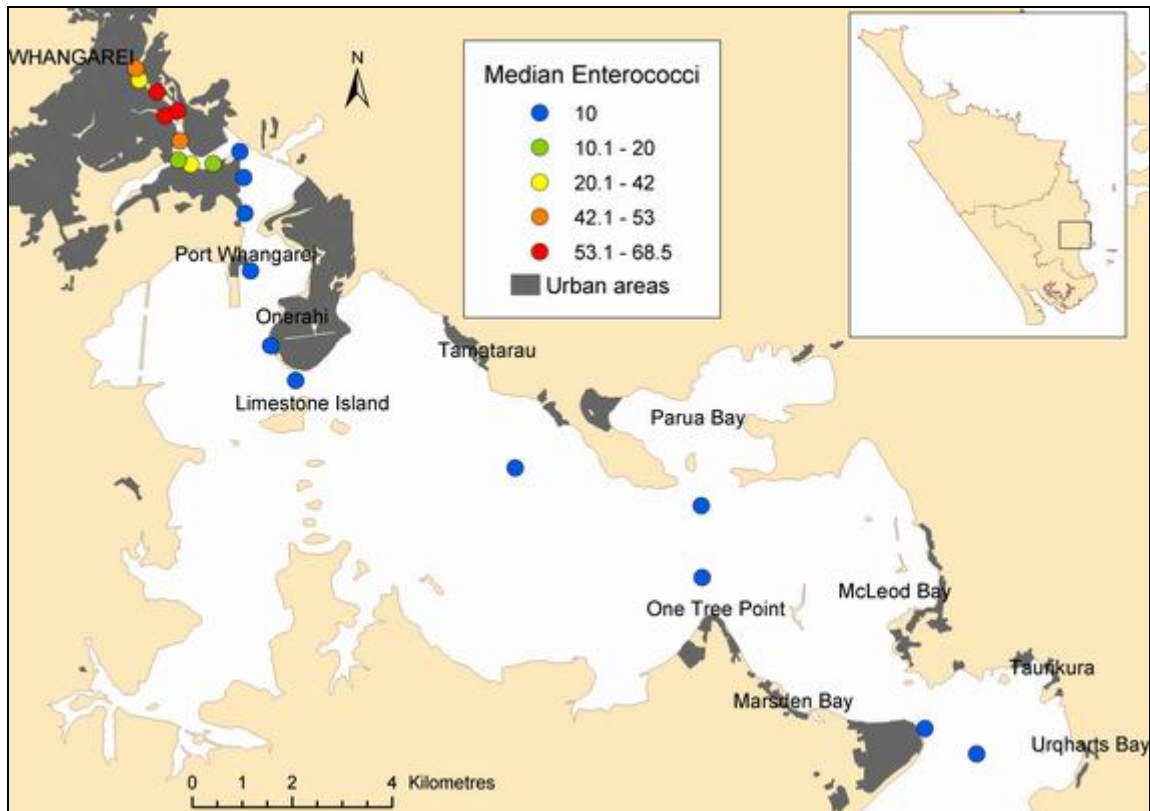 WHANGAREI
N
Median Enterococci
10
10.1 - 20
20.1 - 42
42.1 - 53
53.1 - 68.5
Urban areas
Port Whangarei
Onerahi
Tamatarau
Limestone Island
Parua Bay
McLeod Bay
One Tree Point
Taurikura
Marsden Bay
Urqharts Bay
0 1 2 4 Kilometres